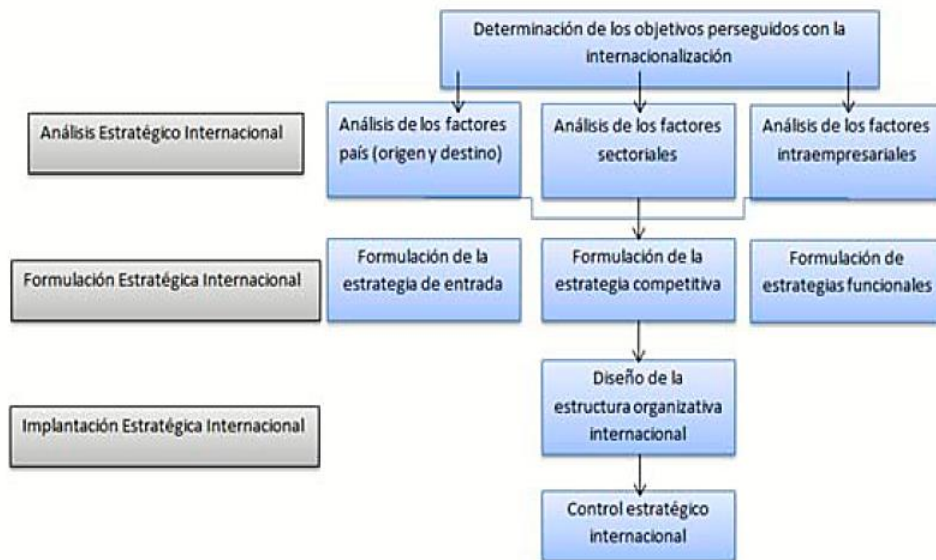 Determinación de los objetivos perseguidos con la
internacionalización
Análisis Estratégico Internacional
Análisis de los factores
país (origen y destino)
Análisis de los factores
sectoriales
Análisis de los factores
intraempresariales
Formulación Estratégica Internacional
Formulación de la
estrategia de entrada
Formulación de la
estrategia competitiva
Formulación de
estrategias funcionales
Implantación Estratégica Internacional
Diseño de la
estructura organizativa
internacional
Control estratégico
internacional